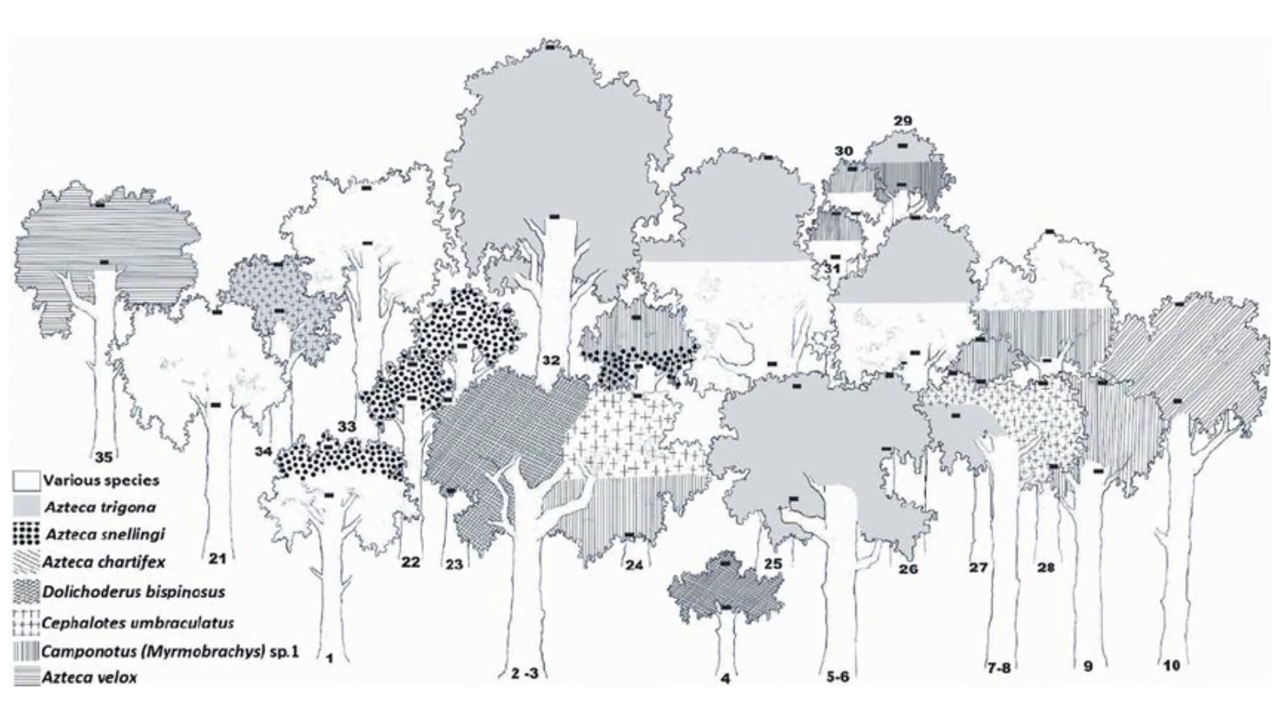 29
30
31
32
35
33
34
Various species
Azteca trigona
Azteca snellingi
Azteca chartifex
Dolichoderus bispinosus
Cephalotes umbraculatus
Camponotus (Myrmobrachys) sp.1
Azteca velox
21
22
23
24
25
26
27
28
1
2 -3
4
5-6
7-8
9
10